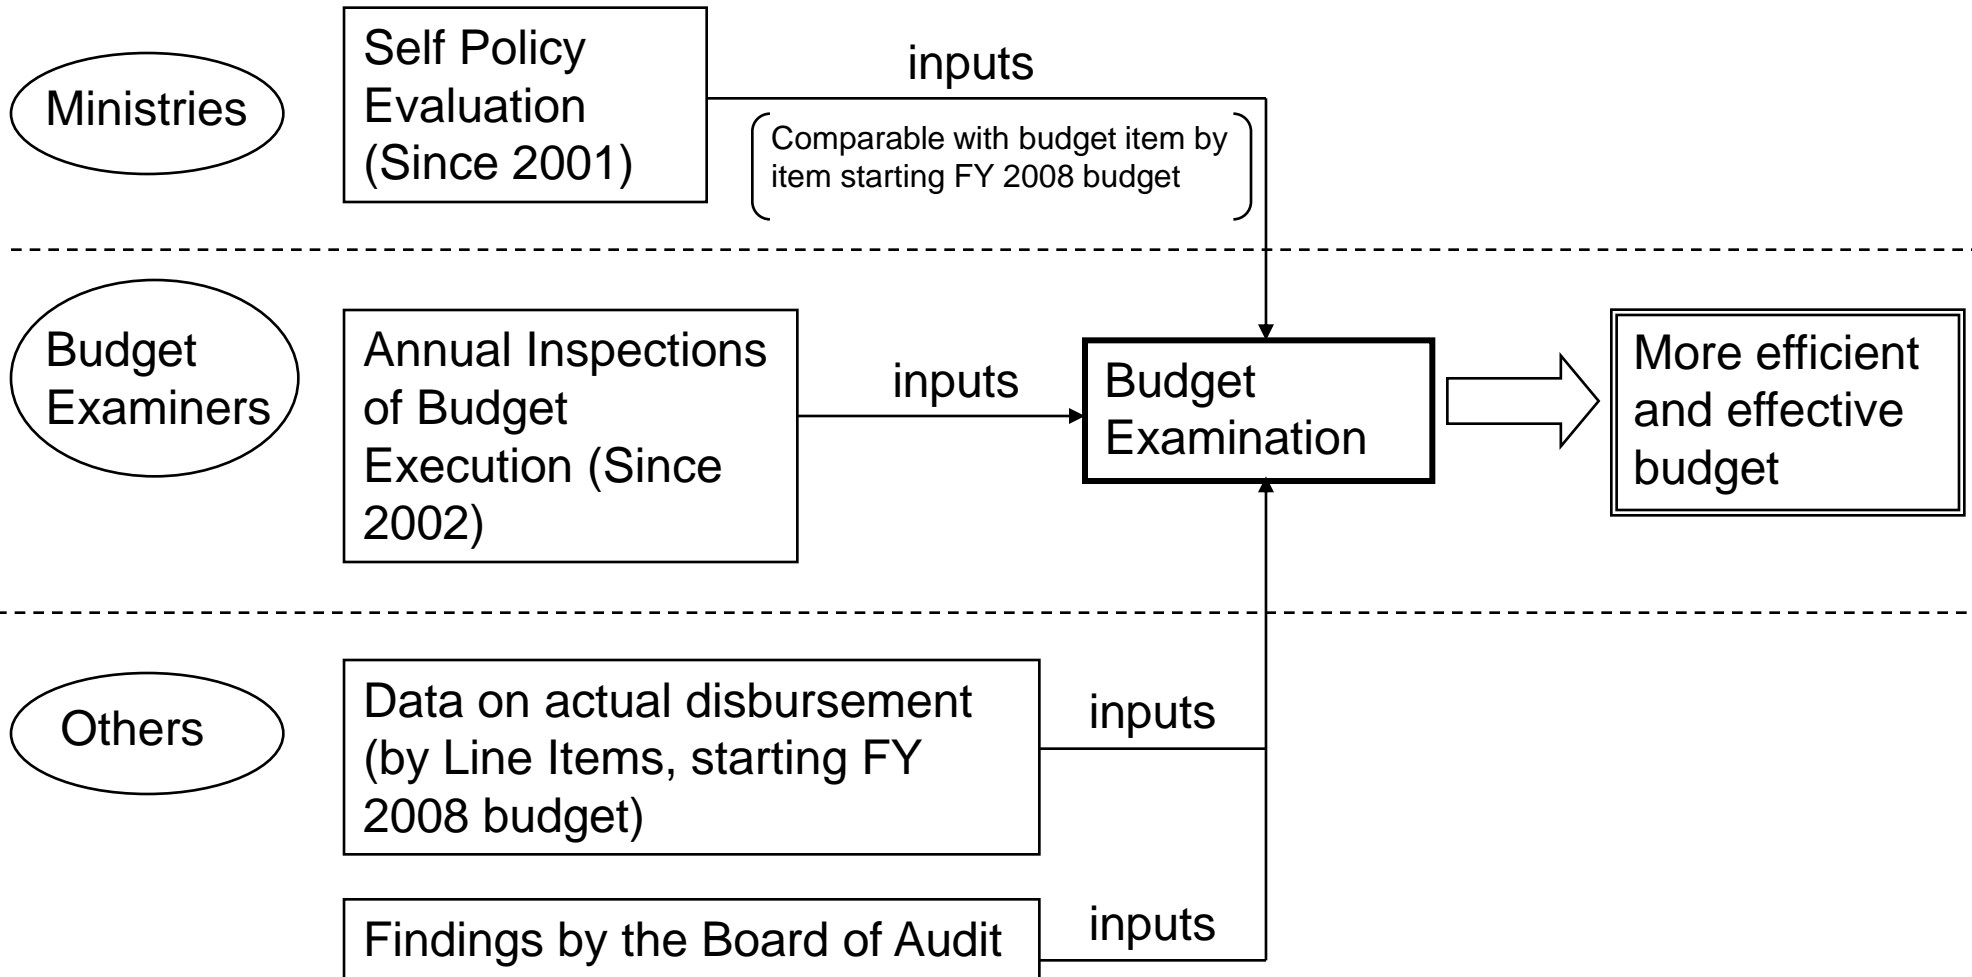 Ministries
Self Policy
Evaluation
(Since 2001)
inputs
Comparable with budget item by
item starting FY 2008 budget
Budget
Examiners
Annual Inspections
of Budget
Execution (Since
2002)
inputs
Budget
Examination
More efficient
and effective
budget
Others
Data on actual disbursement
(by Line Items, starting FY
2008 budget)
inputs
Findings by the Board of Audit
inputs